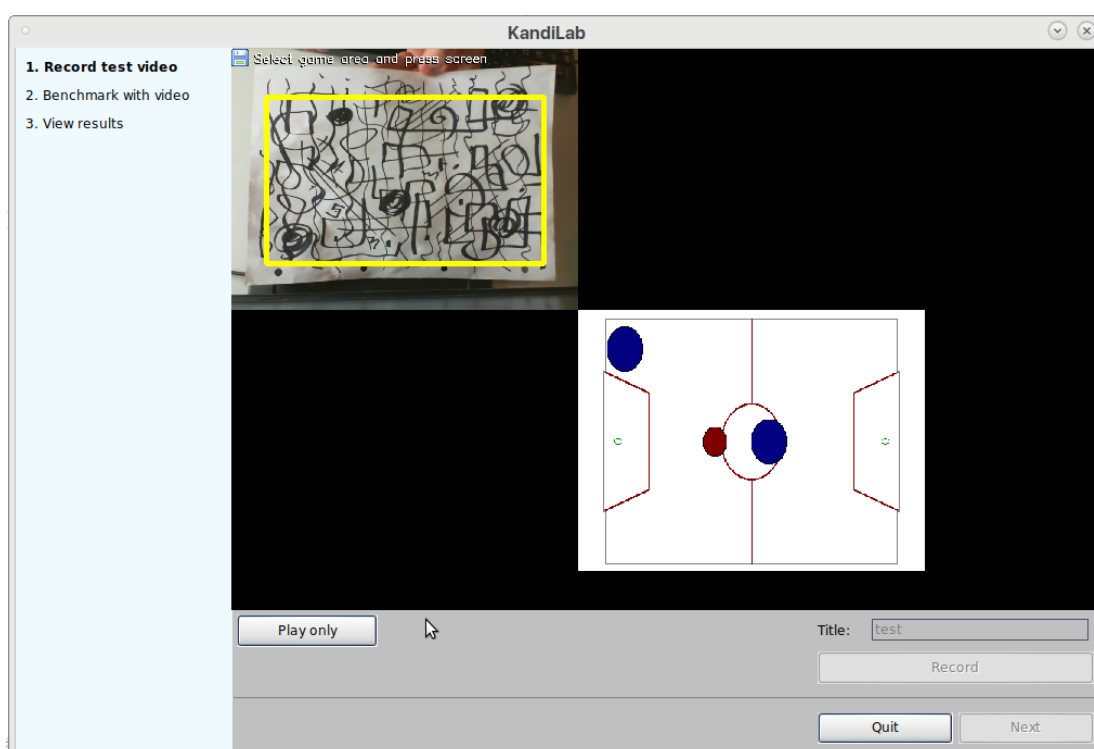 KandiLab
1. Record test video
2. Benchmark with video
3. View results
Select game area and press screen
Play only
Title:
test
Record
Quit
Next